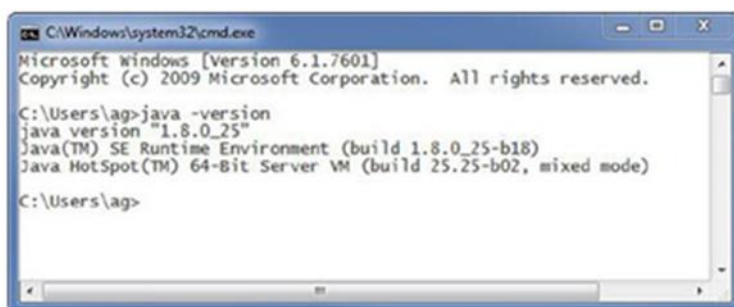 C:\Windows\system32\cmd.exe
Microsoft Windows [Version 6.1.7601]
Copyright (c) 2009 Microsoft Corporation.  All rights reserved.
C:\Users\ag>java -version
java version "1.8.0_25"
Java(TM) SE Runtime Environment (build 1.8.0_25-b18)
Java HotSpot(TM) 64-Bit Server VM (build 25.25-b02, mixed mode)
C:\Users\ag>